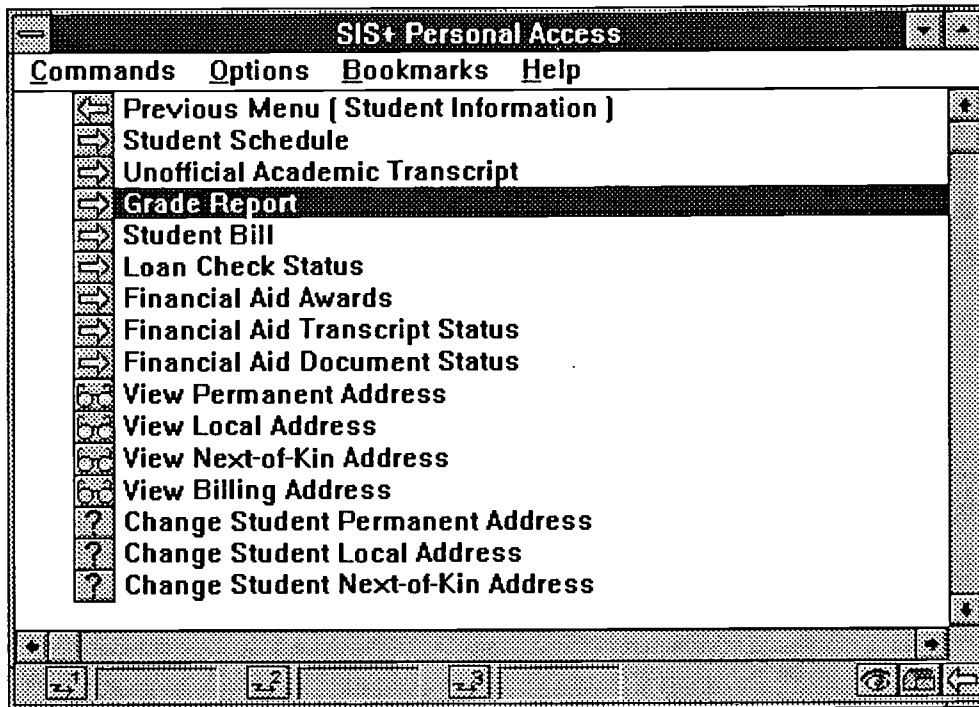 SIS+ Personal Access
Commands Options Bookmarks Help
Previous Menu ( Student Information )
Student Schedule
Unofficial Academic Transcript
Grade Report
Student Bill
Loan Check Status
Financial Aid Awards
Financial Aid Transcript Status
Financial Aid Document Status
View Permanent Address
View Local Address
View Next-of-Kin Address
View Billing Address
? Change Student Permanent Address
? Change Student Local Address
? Change Student Next-of-Kin Address
1 2 3